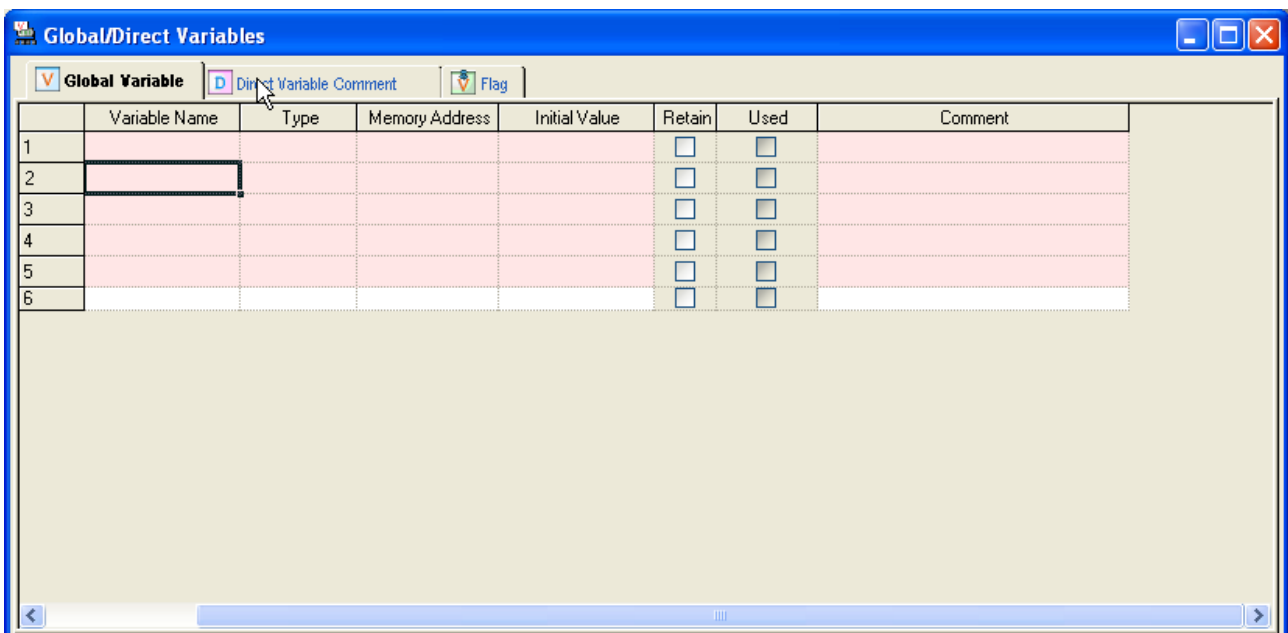 Global/Direct Variables
V Global Variable D Direct Variable Comment V Flag
Variable Name Type Memory Address Initial Value Retain Used Comment
1
2
3
4
5
6